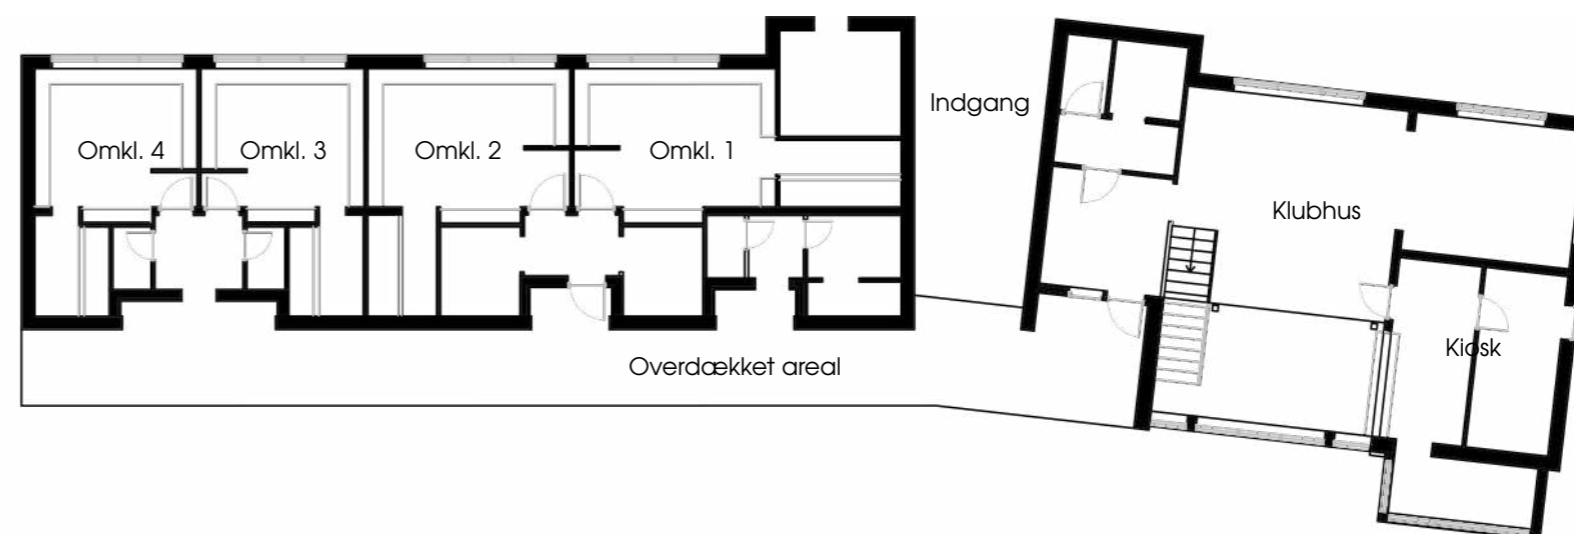 Indgang
Omkl. 4
Omkl. 3
Omkl. 2
Omkl. 1
Klubhus
Kiosk
Overdækket areal